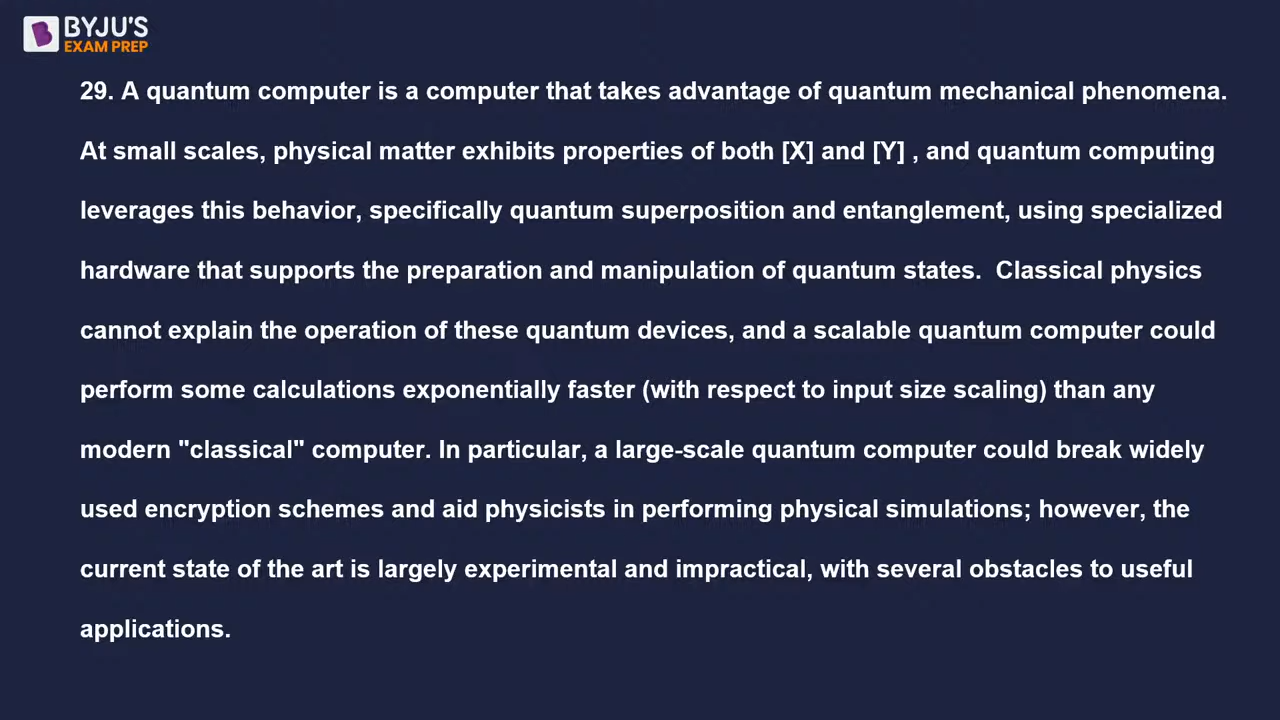 BYJU'S
EXAM PREP
29. A quantum computer is a computer that takes advantage of quantum mechanical phenomena.
At small scales, physical matter exhibits properties of both [X] and [Y] , and quantum computing
leverages this behavior, specifically quantum superposition and entanglement, using specialized
hardware that supports the preparation and manipulation of quantum states.  Classical physics
cannot explain the operation of these quantum devices, and a scalable quantum computer could
perform some calculations exponentially faster (with respect to input size scaling) than any
modern "classical" computer. In particular, a large-scale quantum computer could break widely
used encryption schemes and aid physicists in performing physical simulations; however, the
current state of the art is largely experimental and impractical, with several obstacles to useful
applications.